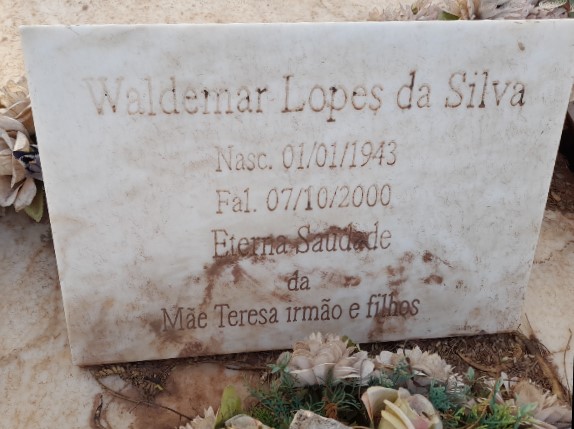 Waldemar Lopes da Silva
Nasc. 01/01/1943
Fal. 07/10/2000
Eterna Saudade
da
Mãe Teresa irmão e filhos